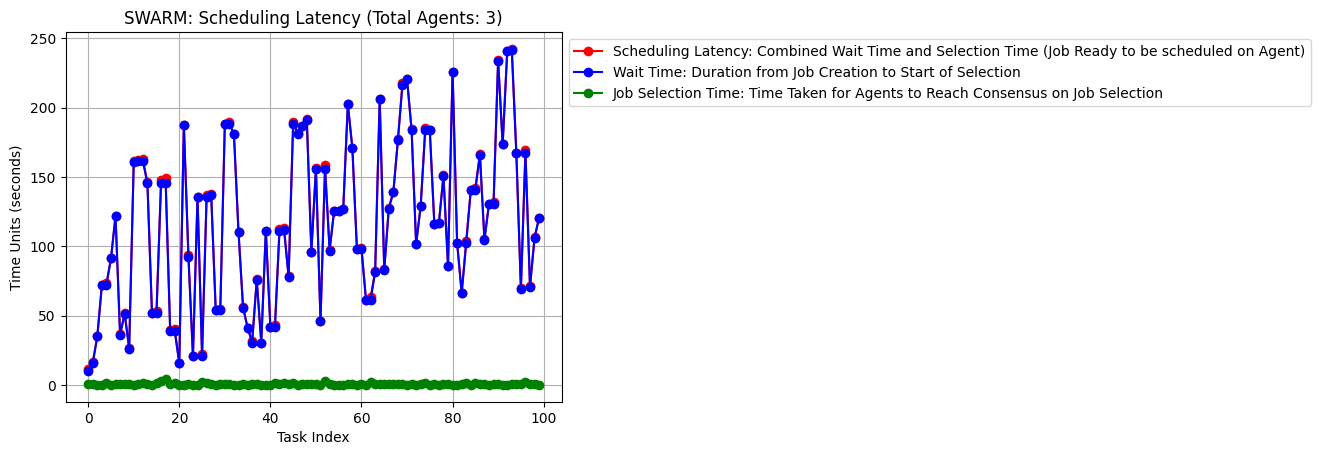 SWARM: Scheduling Latency (Total Agents: 3)
Scheduling Latency: Combined Wait Time and Selection Time (Job Ready to be scheduled on Agent)
Wait Time: Duration from Job Creation to Start of Selection
Job Selection Time: Time Taken for Agents to Reach Consensus on Job Selection
Time Units (seconds)
250
200
150
100
50
0
0 20 40 60 80 100
Task Index